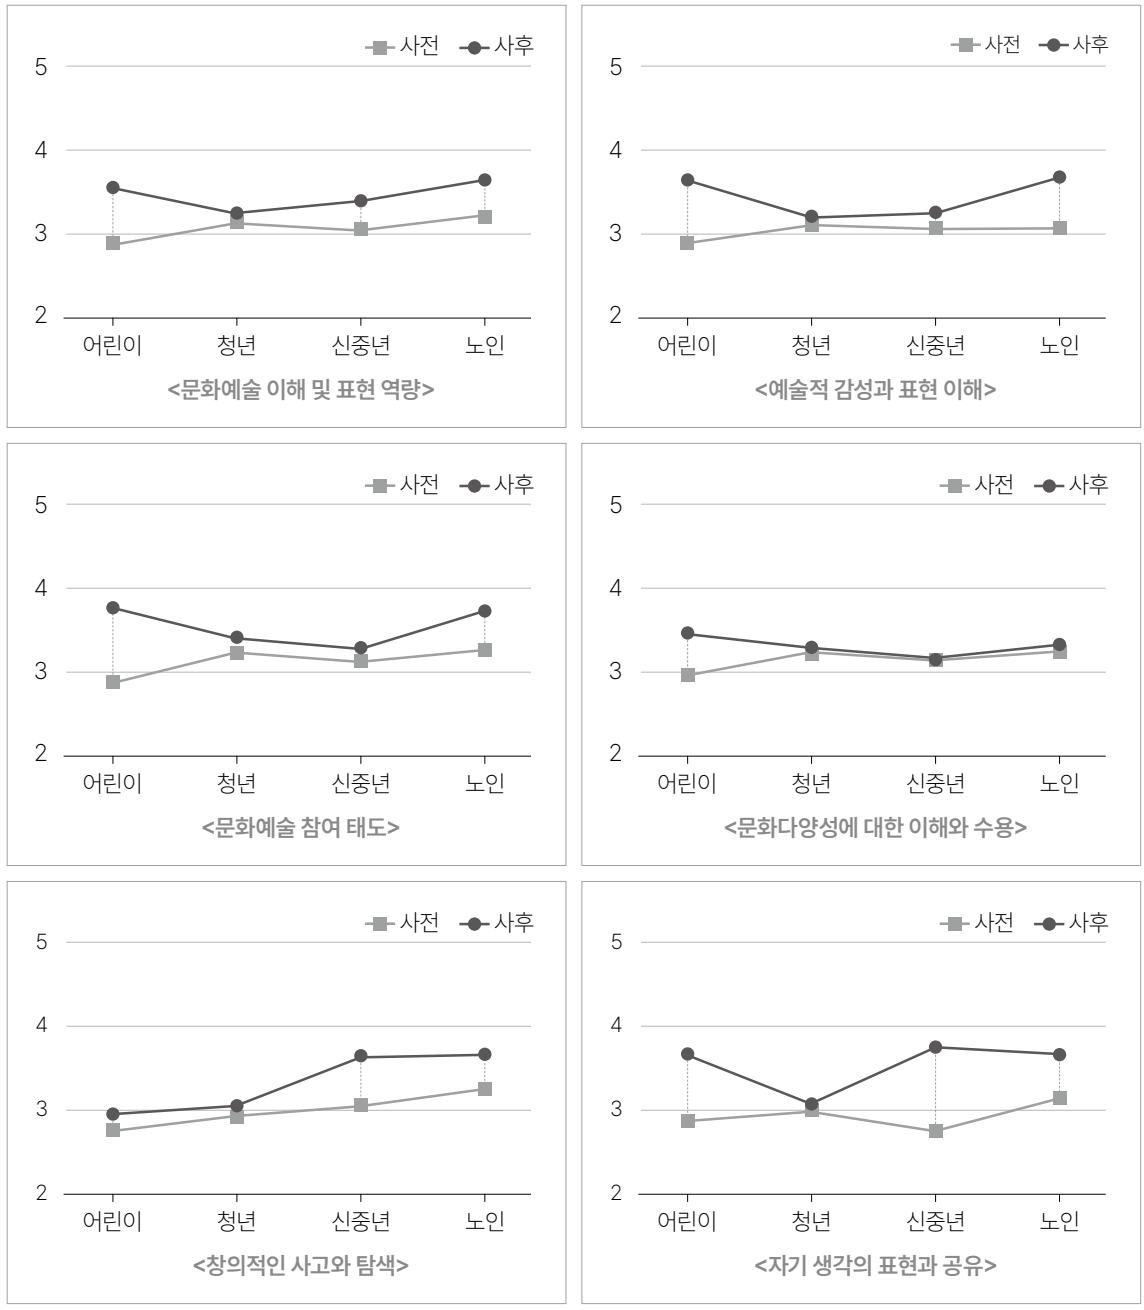 사전 사후
5
4
3
2
어린이 청년 신중년 노인
<문화예술 이해 및 표현 역량>
사전 사후
5
4
3
2
어린이 청년 신중년 노인
<예술적 감성과 표현 이해>
사전 사후
5
4
3
2
어린이 청년 신중년 노인
<문화예술 참여 태도>
사전 사후
5
4
3
2
어린이 청년 신중년 노인
<문화다양성에 대한 이해와 수용>
사전 사후
5
4
3
2
어린이 청년 신중년 노인
<창의적인 사고와 탐색>
사전 사후
5
4
3
2
어린이 청년 신중년 노인
<자기 생각의 표현과 공유>